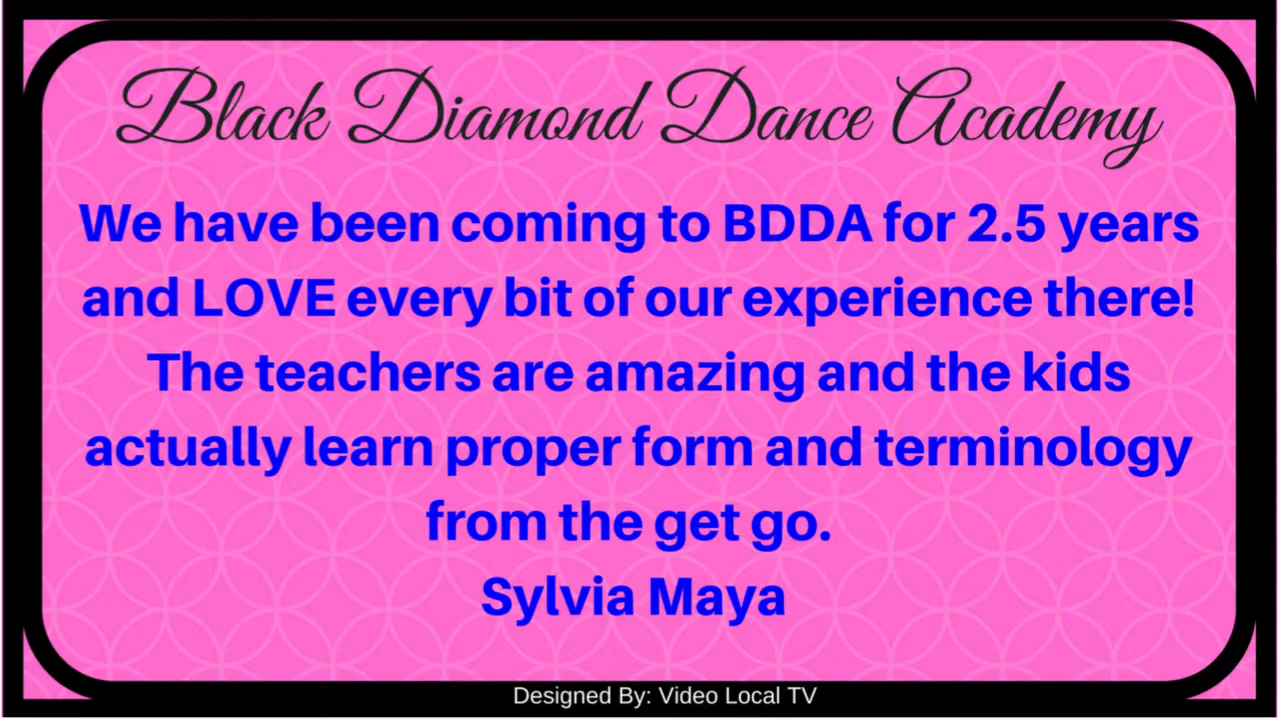 Black Diamond Dance Academy
We have been coming to BDDA for 2.5 years
and LOVE every bit of our experience there!
The teachers are amazing and the kids
actually learn proper form and terminology
from the get go.
Sylvia Maya
Designed By: Video Local TV